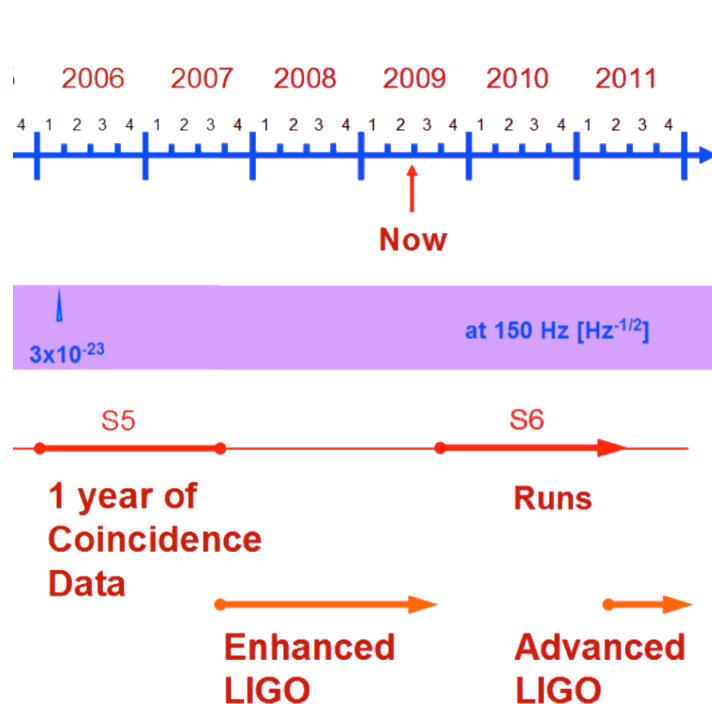 2006 2007 2008 2009 2010 2011
4 1 2 3 4 1 2 3 4 1 2 3 4 1 2 3 4 1 2 3 4 1 2 3 4
Now
3x10-23
at 150 Hz [Hz-1/2]
S5
S6
1 year of
Coincidence
Data
Runs
Enhanced
LIGO
Advanced
LIGO